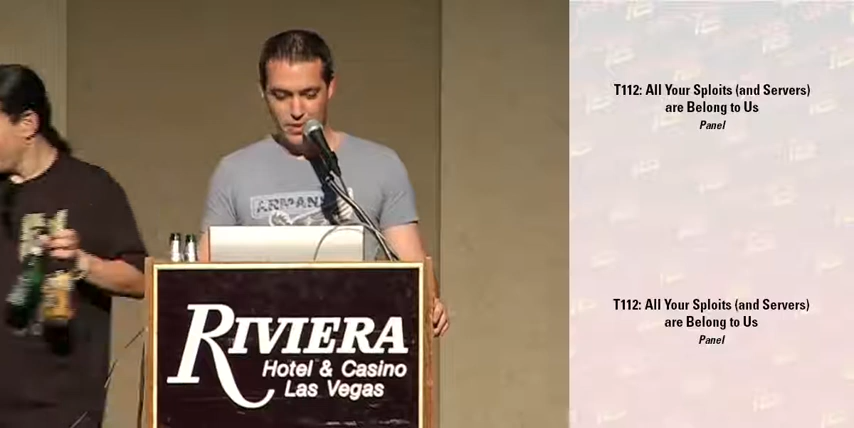 ARMANI
RIVIERA
Hotel & Casino
Las Vegas
T112: All Your Sploits (and Servers)
are Belong to Us
Panel
T112: All Your Sploits (and Servers)
are Belong to Us
Panel